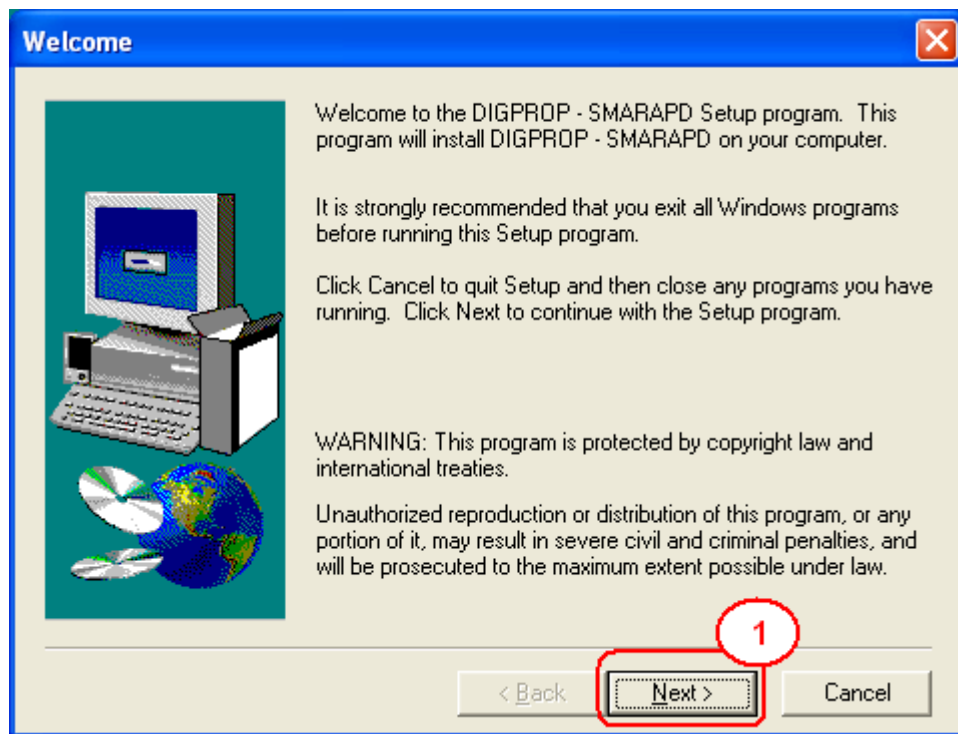 Welcome
Welcome to the DIGPROP - SMARAPD Setup program. This
program will install DIGPROP - SMARAPD on your computer.
It is strongly recommended that you exit all Windows programs
before running this Setup program.
Click Cancel to quit Setup and then close any programs you have
running. Click Next to continue with the Setup program.
WARNING: This program is protected by copyright law and
international treaties.
Unauthorized reproduction or distribution of this program, or any
portion of it, may result in severe civil and criminal penalties, and
will be prosecuted to the maximum extent possible under law.
1
< Back
Next >
Cancel